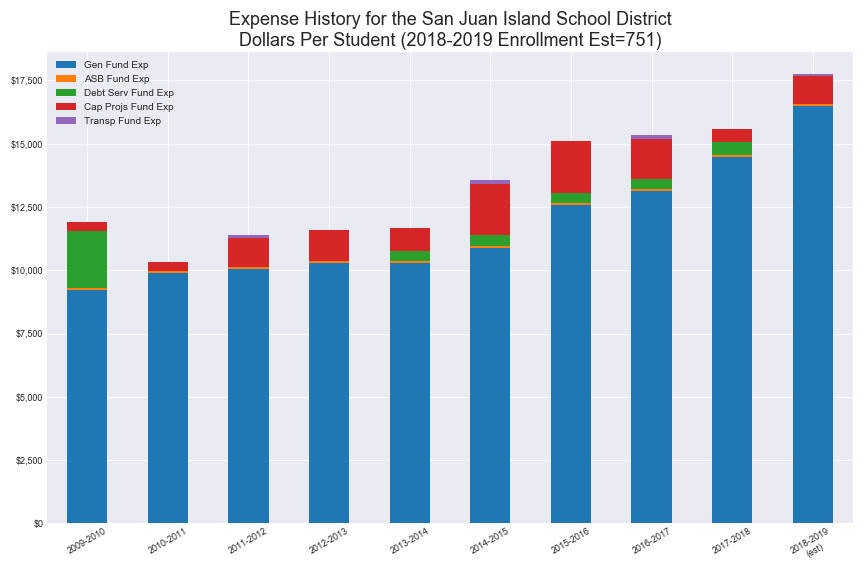 Expense History for the San Juan Island School District
Dollars Per Student (2018-2019 Enrollment Est=751)
Gen Fund Exp
ASB Fund Exp
Debt Serv Fund Exp
Cap Projs Fund Exp
Transp Fund Exp
$17,500
$15,000
$12,500
$10,000
$7,500
$5,000
$2,500
$0
2009-2010
2010-2011
2011-2012
2012-2013
2013-2014
2014-2015
2015-2016
2016-2017
2017-2018
2018-2019
(est)